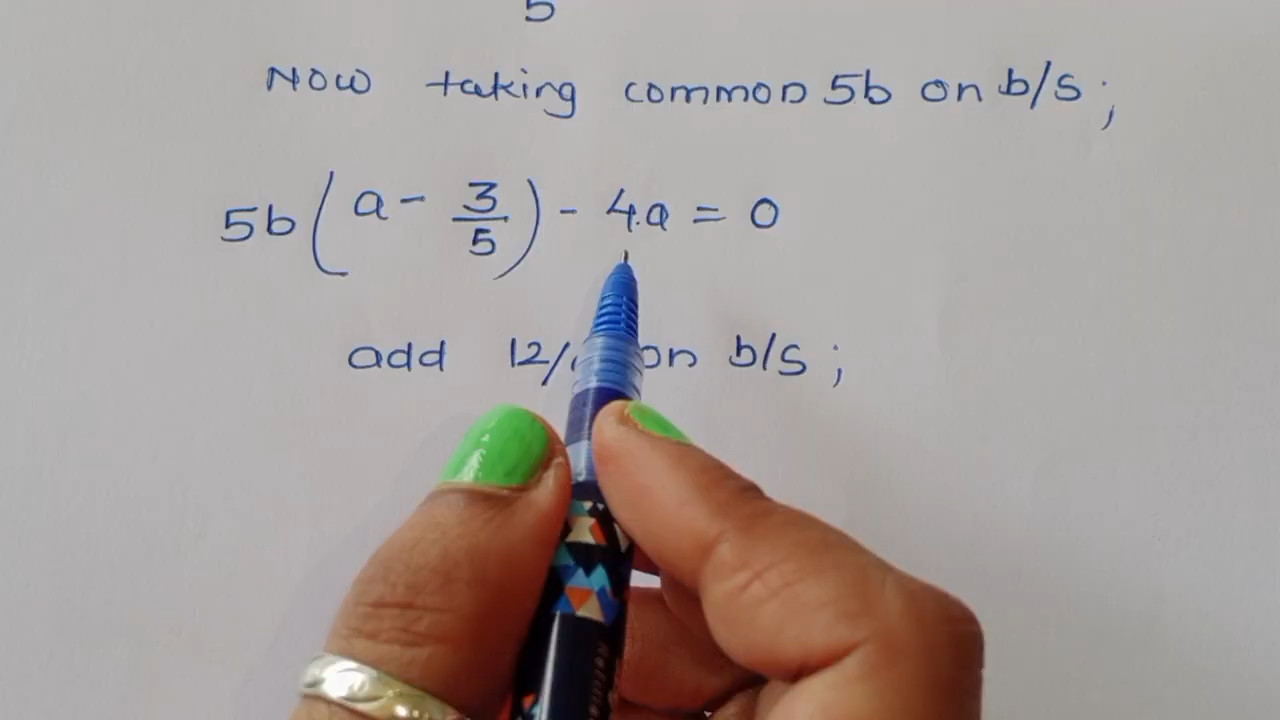 5
Now taking common 5b on b/s;
5b(a - 3/5) - 4a = 0
add 12/ on b/s;